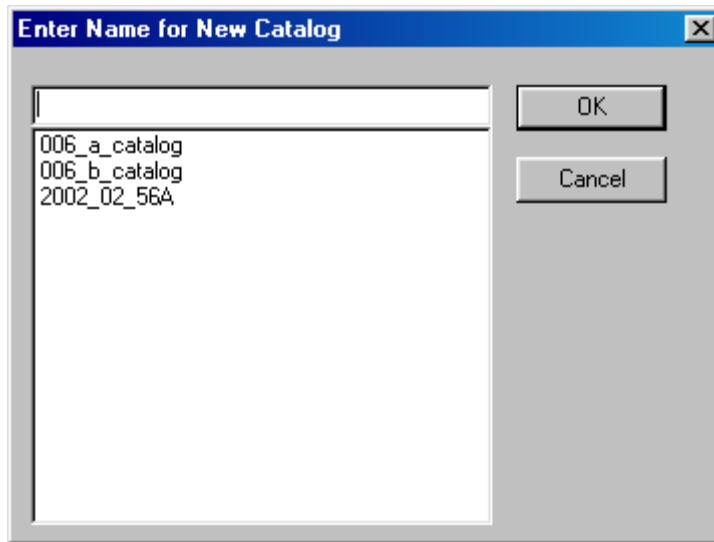 Enter Name for New Catalog
OK
006_a_catalog
006_b_catalog
2002_02_56A
Cancel